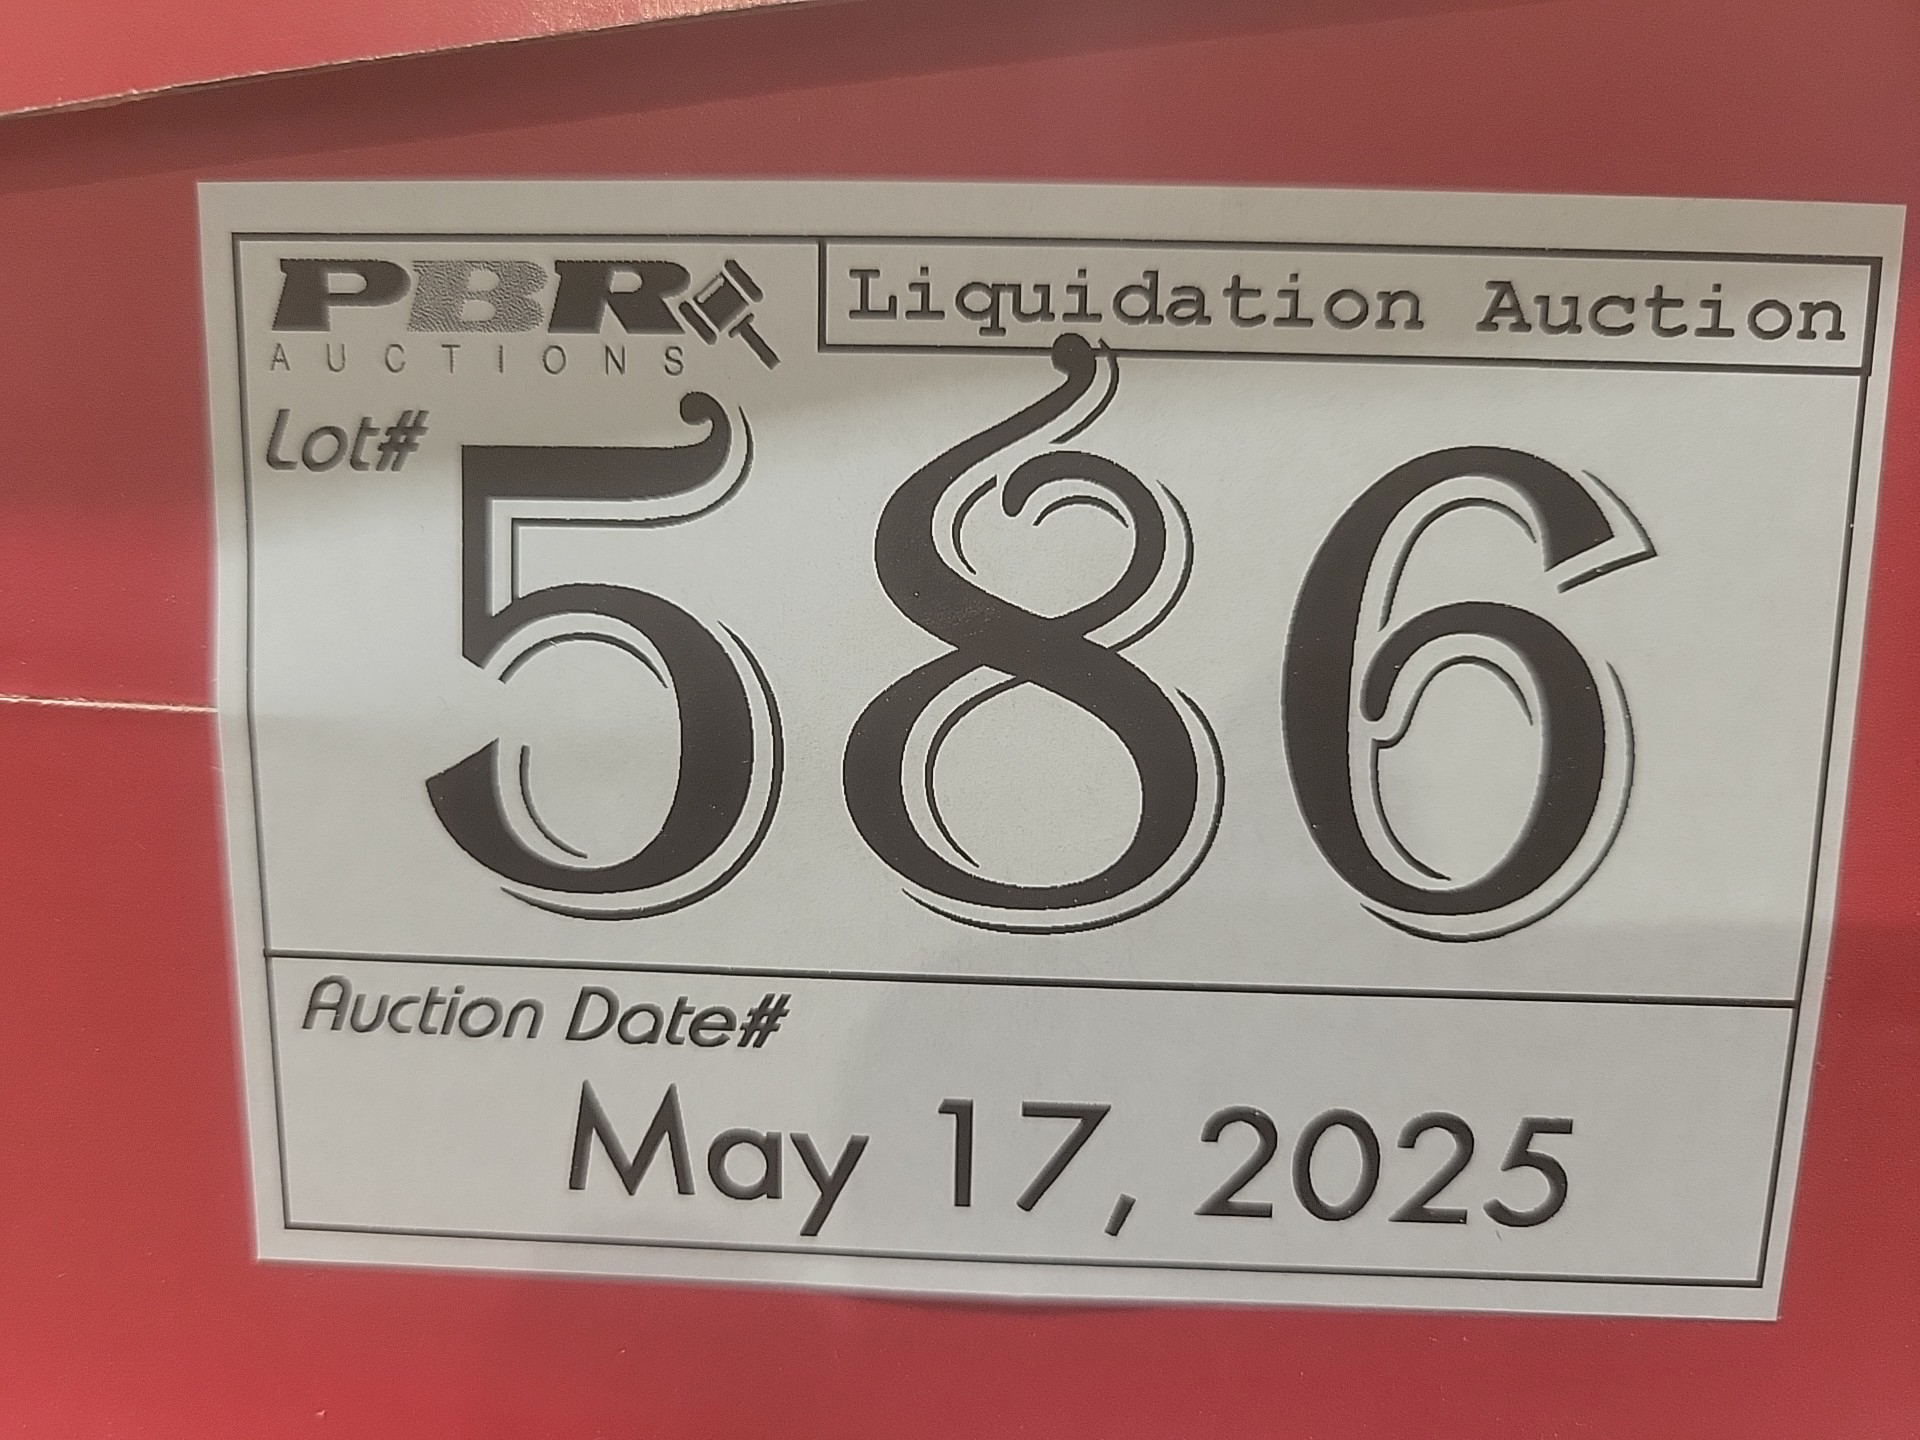 PBR
AUCTIONS
Liquidation Auction
Lot#
586
Auction Date#
May 17, 2025